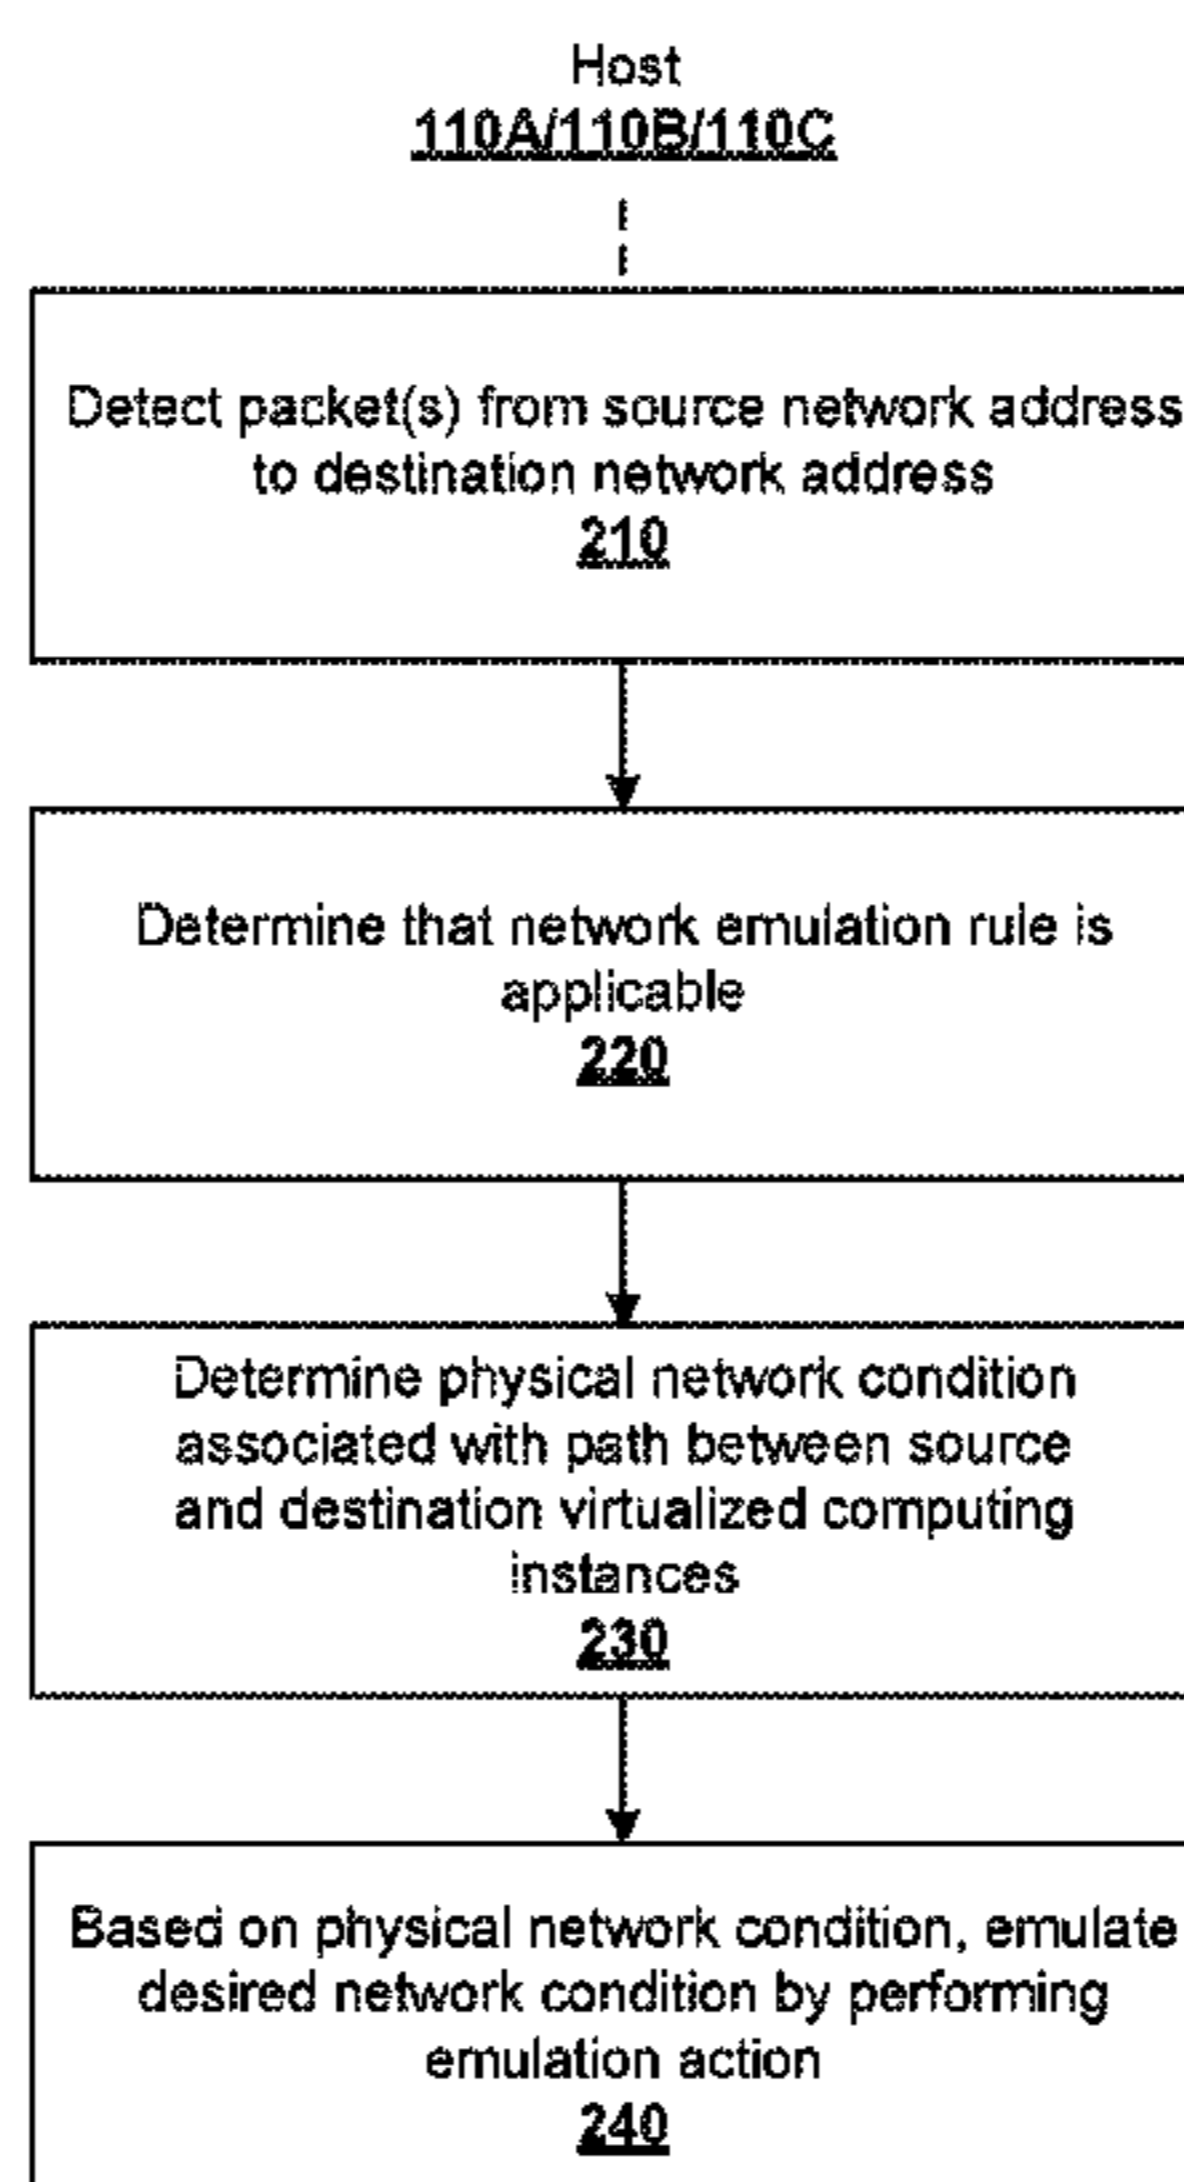 Host
110A/110B/110C
Detect packet(s) from source network address
to destination network address
210
Determine that network emulation rule is
applicable
220
Determine physical network condition
associated with path between source
and destination virtualized computing
instances
230
Based on physical network condition, emulate
desired network condition by performing
emulation action
240